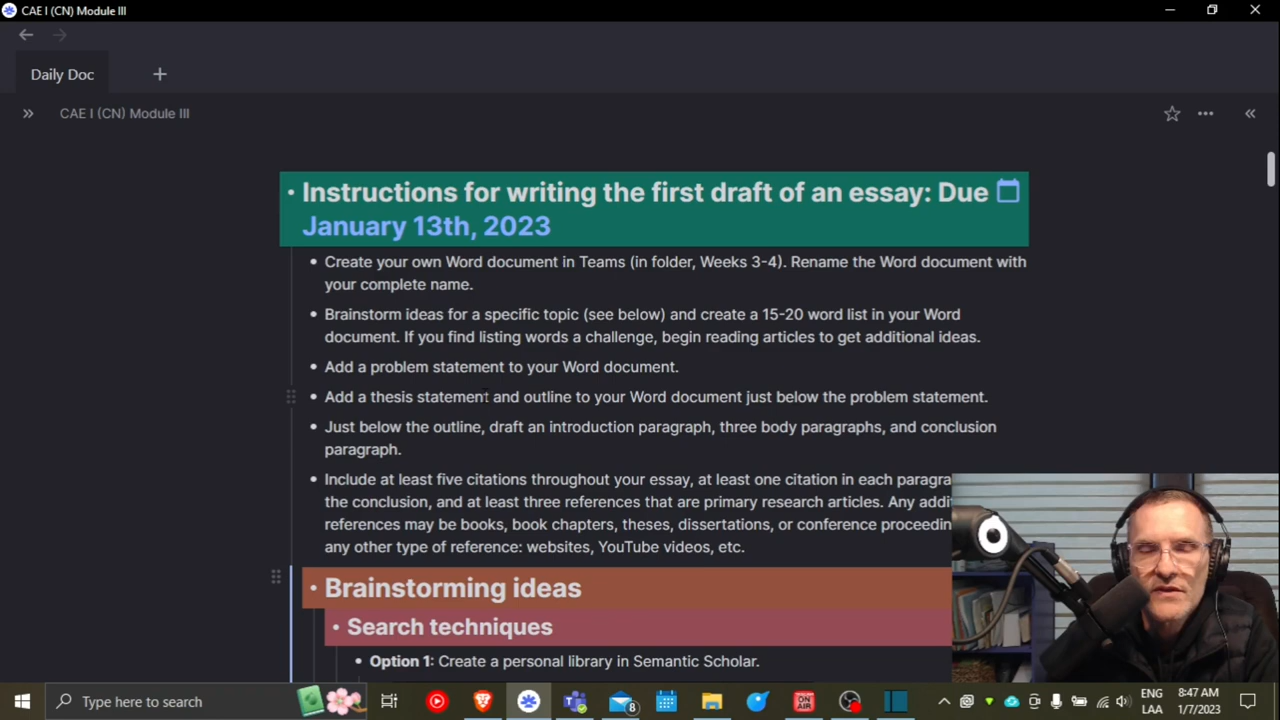 CAE I (CN) Module III
Daily Doc
CAE I (CN) Module III
Instructions for writing the first draft of an essay: Due
January 13th, 2023
Create your own Word document in Teams (in folder, Weeks 3-4). Rename the Word document with
your complete name.
Brainstorm ideas for a specific topic (see below) and create a 15-20 word list in your Word
document. If you find listing words a challenge, begin reading articles to get additional ideas.
Add a problem statement to your Word document.
Add a thesis statement and outline to your Word document just below the problem statement.
Just below the outline, draft an introduction paragraph, three body paragraphs, and conclusion
paragraph.
Include at least five citations throughout your essay, at least one citation in each
the conclusion, and at least three references that are primary research articles. Any
references may be books, book chapters, theses, dissertations, or conference
any other type of reference: websites, YouTube videos, etc.
Brainstorming ideas
Search techniques
Option 1: Create a personal library in Semantic Scholar.
Type here to search
ON AIR
8
ENG
LAA
8:47 AM
1/7/2023